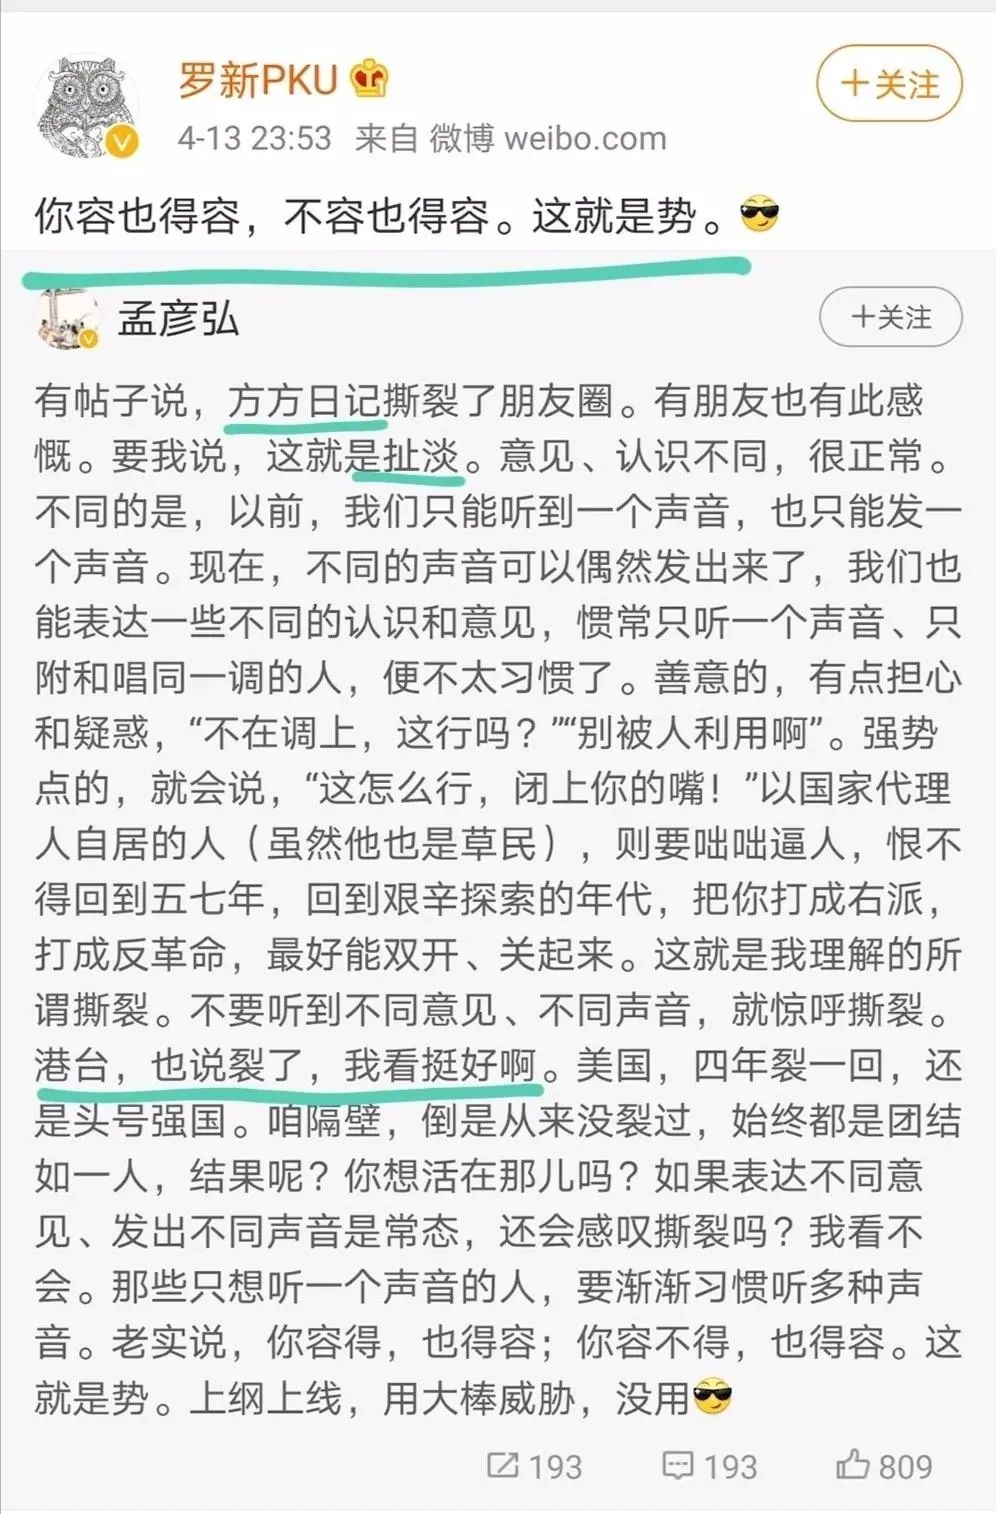 罗新PKU
+关注
4-13 23:53 来自 微博 weibo.com
你容也得容，不容也得容。这就是势。😎
孟彦弘
+关注
有帖子说，方方日记撕裂了朋友圈。有朋友也有此感
慨。要我说，这就是扯淡。意见、认识不同，很正常。
不同的是，以前，我们只能听到一个声音，也只能发一
个声音。现在，不同的声音可以偶然发出来了，我们也
能表达一些不同的认识和意见，惯常只听一个声音、只
附和唱同一调的人，便不太习惯了。善意的，有点担心
和疑惑，“不在调上，这行吗？”“别被人利用啊”。强势
点的，就会说，“这怎么行，闭上你的嘴！”以国家代理
人自居的人（虽然他也是草民），则要咄咄逼人，恨不
得回到五七年，回到艰辛探索的年代，把你打成右派，
打成反革命，最好能双开、关起来。这就是我理解的所
谓撕裂。不要听到不同意见、不同声音，就惊呼撕裂。
港台，也说裂了，我看挺好啊。美国，四年裂一回，还
是头号强国。咱隔壁，倒是从来没裂过，始终都是团结
如一人，结果呢？你想活在那儿吗？如果表达不同意
见、发出不同声音是常态，还会感叹撕裂吗？我看不
会。那些只想听一个声音的人，要渐渐习惯听多种声
音。老实说，你容得，也得容；你容不得，也得容。这
就是势。上纲上线，用大棒威胁，没用😎
193 193 809